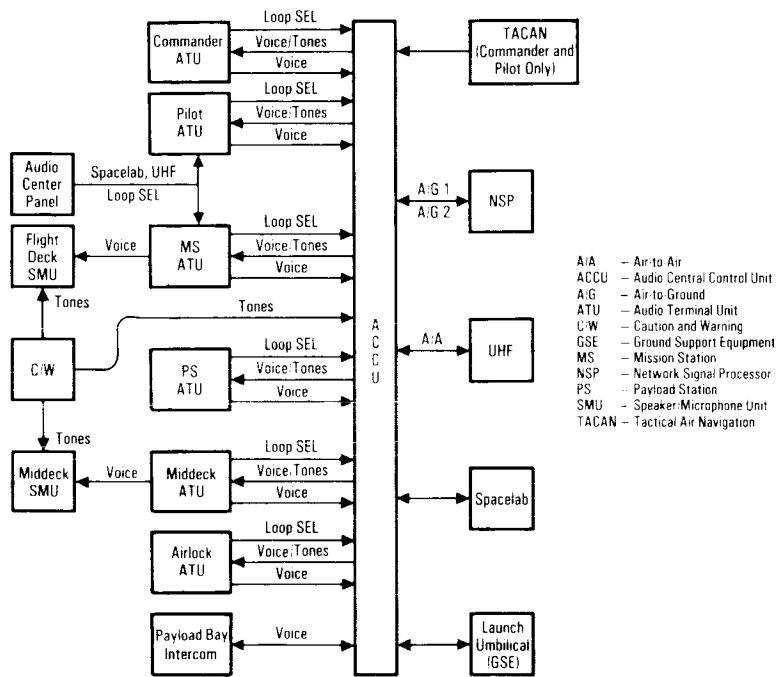 Commander
ATU
Loop SEL
Voice/Tones
Voice
Pilot
ATU
Loop SEL
Voice/Tones
Voice
Audio
Center
Panel
Spacelab, UHF
Loop SEL
Flight
Deck
SMU
Voice
MS
ATU
Loop SEL
Voice/Tones
Voice
Tones
C/W
Tones
PS
ATU
Loop SEL
Voice/Tones
Voice
Tones
Middeck
SMU
Voice
Middeck
ATU
Loop SEL
Voice/Tones
Voice
Airlock
ATU
Loop SEL
Voice/Tones
Voice
Payload Bay
Intercom
Voice
ACCU
TACAN
(Commander and
Pilot Only)
A/G 1
A/G 2
NSP
A/A
UHF
Spacelab
Launch
Umbilical
(GSE)
A/A – Air-to-Air
ACCU – Audio Central Control Unit
A/G – Air-to-Ground
ATU – Audio Terminal Unit
C/W – Caution and Warning
GSE – Ground Support Equipment
MS – Mission Station
NSP – Network Signal Processor
PS – Payload Station
SMU – Speaker/Microphone Unit
TACAN – Tactical Air Navigation